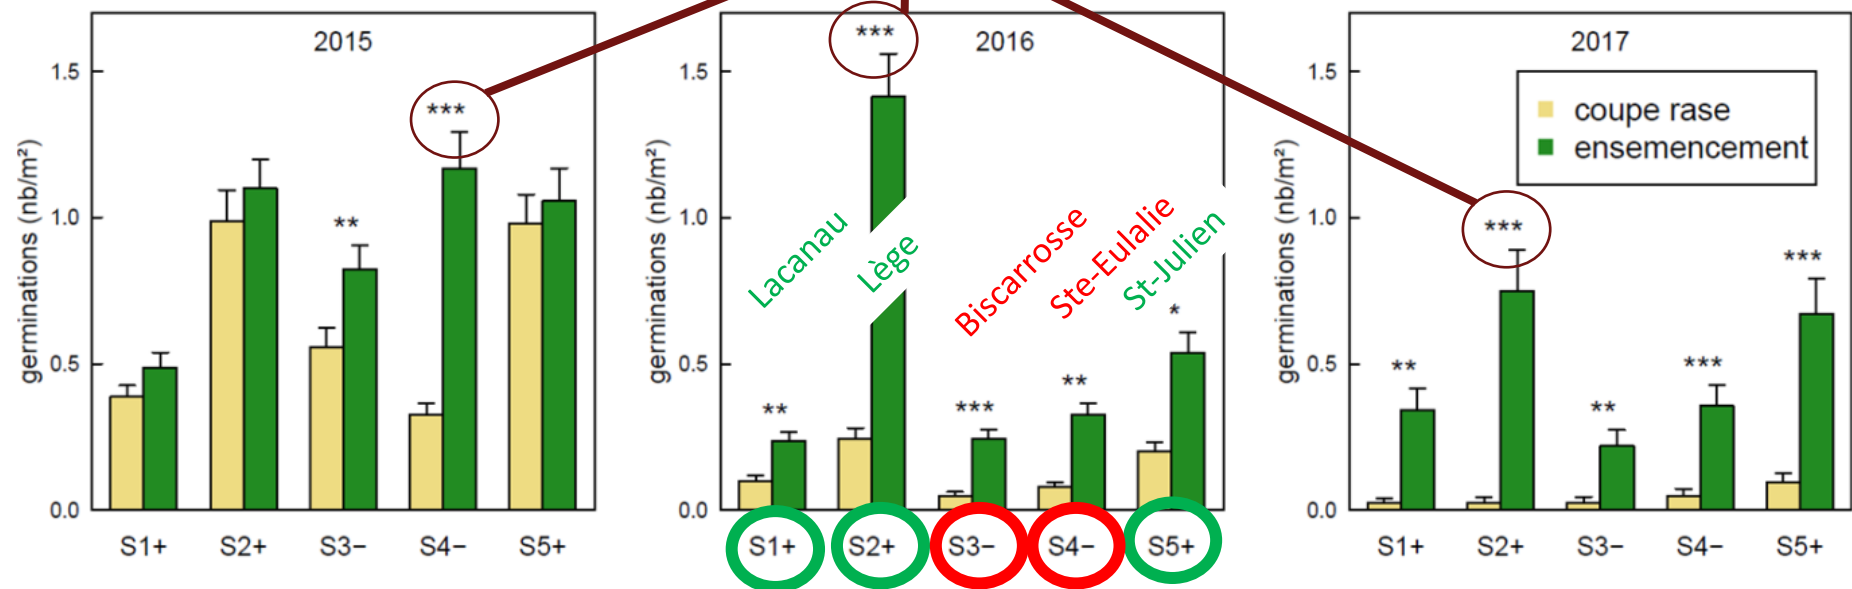 2015
germinations (nb/m²)
1.5
1.0
0.5
0.0
**
***
S1+ S2+ S3− S4− S5+
2016
germinations (nb/m²)
1.5
1.0
0.5
0.0
**
***
***
**
*
Lacanau
Lège
Biscarrosse
Ste-Eulalie
St-Julien
S1+ S2+ S3− S4− S5+
2017
coupe rase
ensemencement
germinations (nb/m²)
1.5
1.0
0.5
0.0
**
***
**
***
***
S1+ S2+ S3− S4− S5+